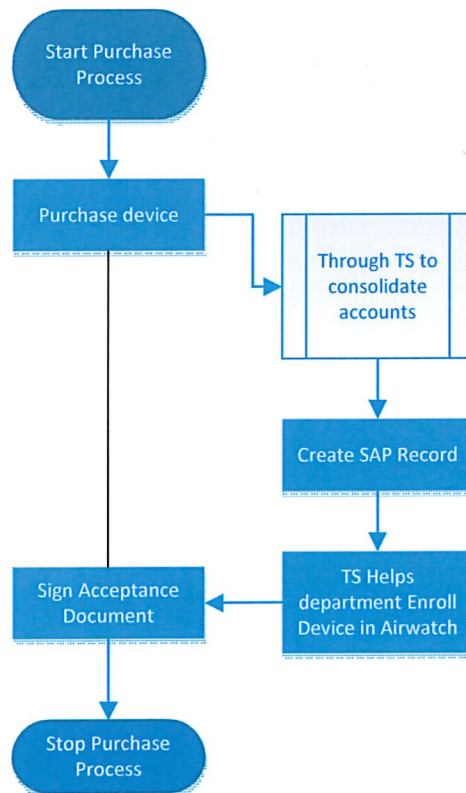 Start Purchase
Process
Purchase device
Through TS to
consolidate
accounts
Create SAP Record
TS Helps
department Enroll
Device in Airwatch
Sign Acceptance
Document
Stop Purchase
Process